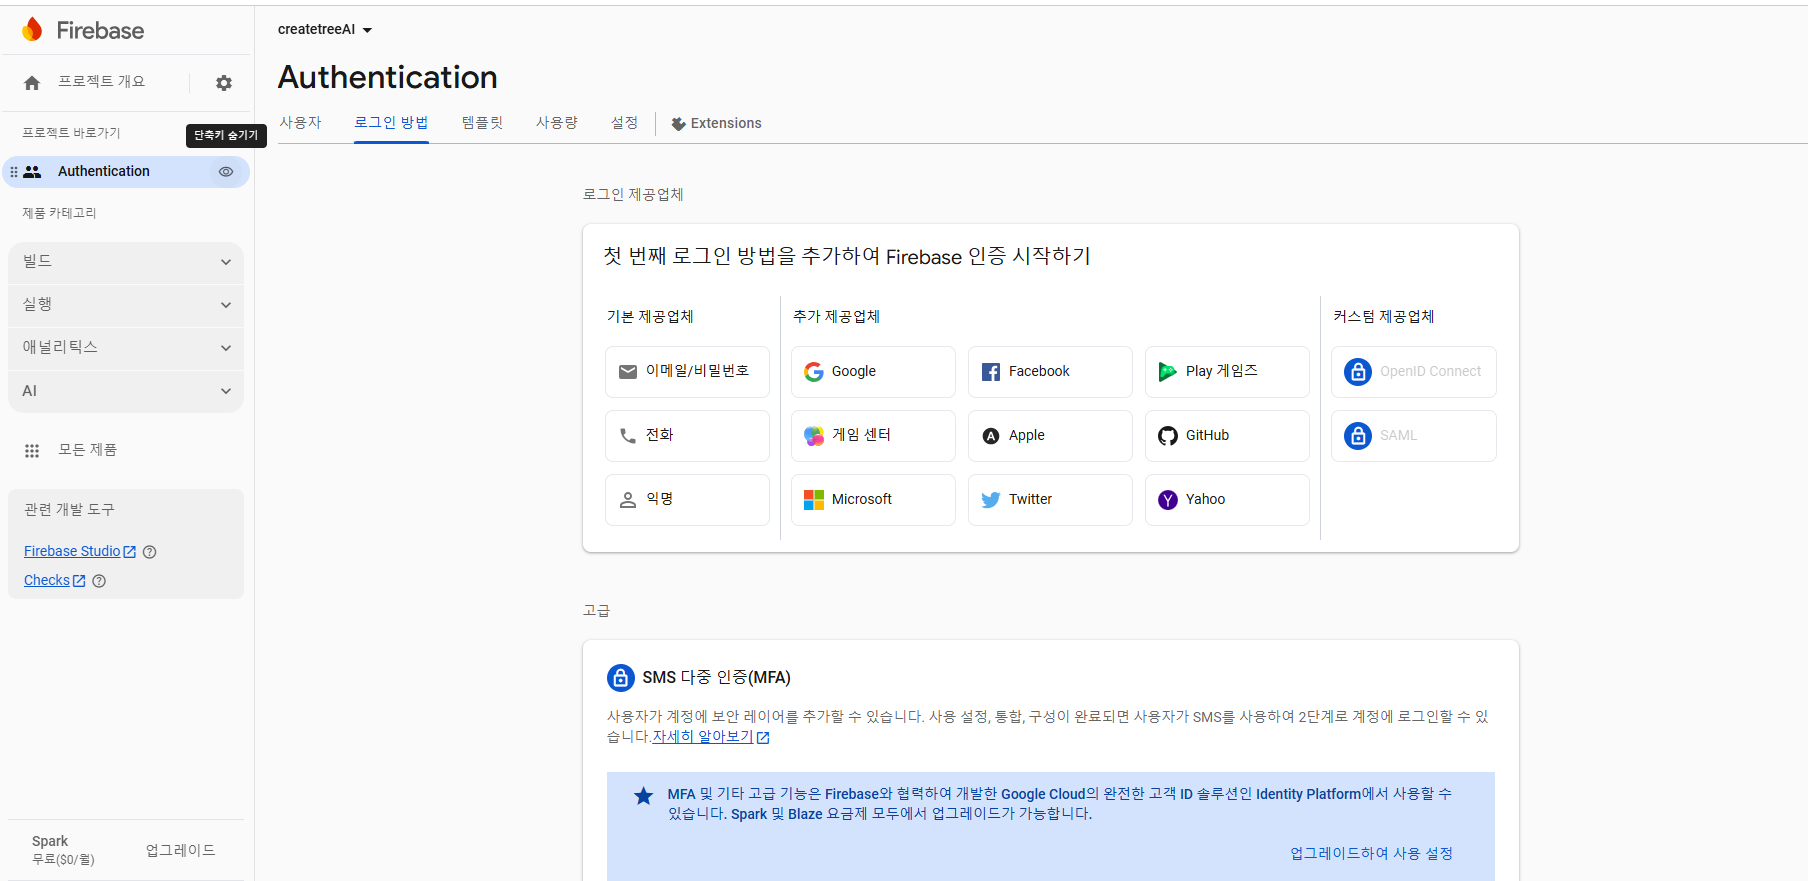 Firebase
프로젝트 개요
프로젝트 바로가기
단축키 숨기기
Authentication
제품 카테고리
빌드
실행
애널리틱스
AI
모든 제품
관련 개발 도구
Firebase Studio
Checks
Spark
무료($0/월)
업그레이드
createtreeAI
Authentication
사용자 로그인 방법 템플릿 사용량 설정 Extensions
로그인 제공업체
첫 번째 로그인 방법을 추가하여 Firebase 인증 시작하기
기본 제공업체
이메일/비밀번호
전화
익명
추가 제공업체
Google Facebook Play 게임즈
게임 센터 Apple GitHub
Microsoft Twitter Yahoo
커스텀 제공업체
OpenID Connect
SAML
고급
SMS 다중 인증(MFA)
사용자가 계정에 보안 레이어를 추가할 수 있습니다. 사용 설정, 통합, 구성이 완료되면 사용자가 SMS를 사용하여 2단계로 계정에 로그인할 수 있
습니다.자세히 알아보기
MFA 및 기타 고급 기능은 Firebase와 협력하여 개발한 Google Cloud의 완전한 고객 ID 솔루션인 Identity Platform에서 사용할 수
있습니다. Spark 및 Blaze 요금제 모두에서 업그레이드가 가능합니다.
업그레이드하여 사용 설정